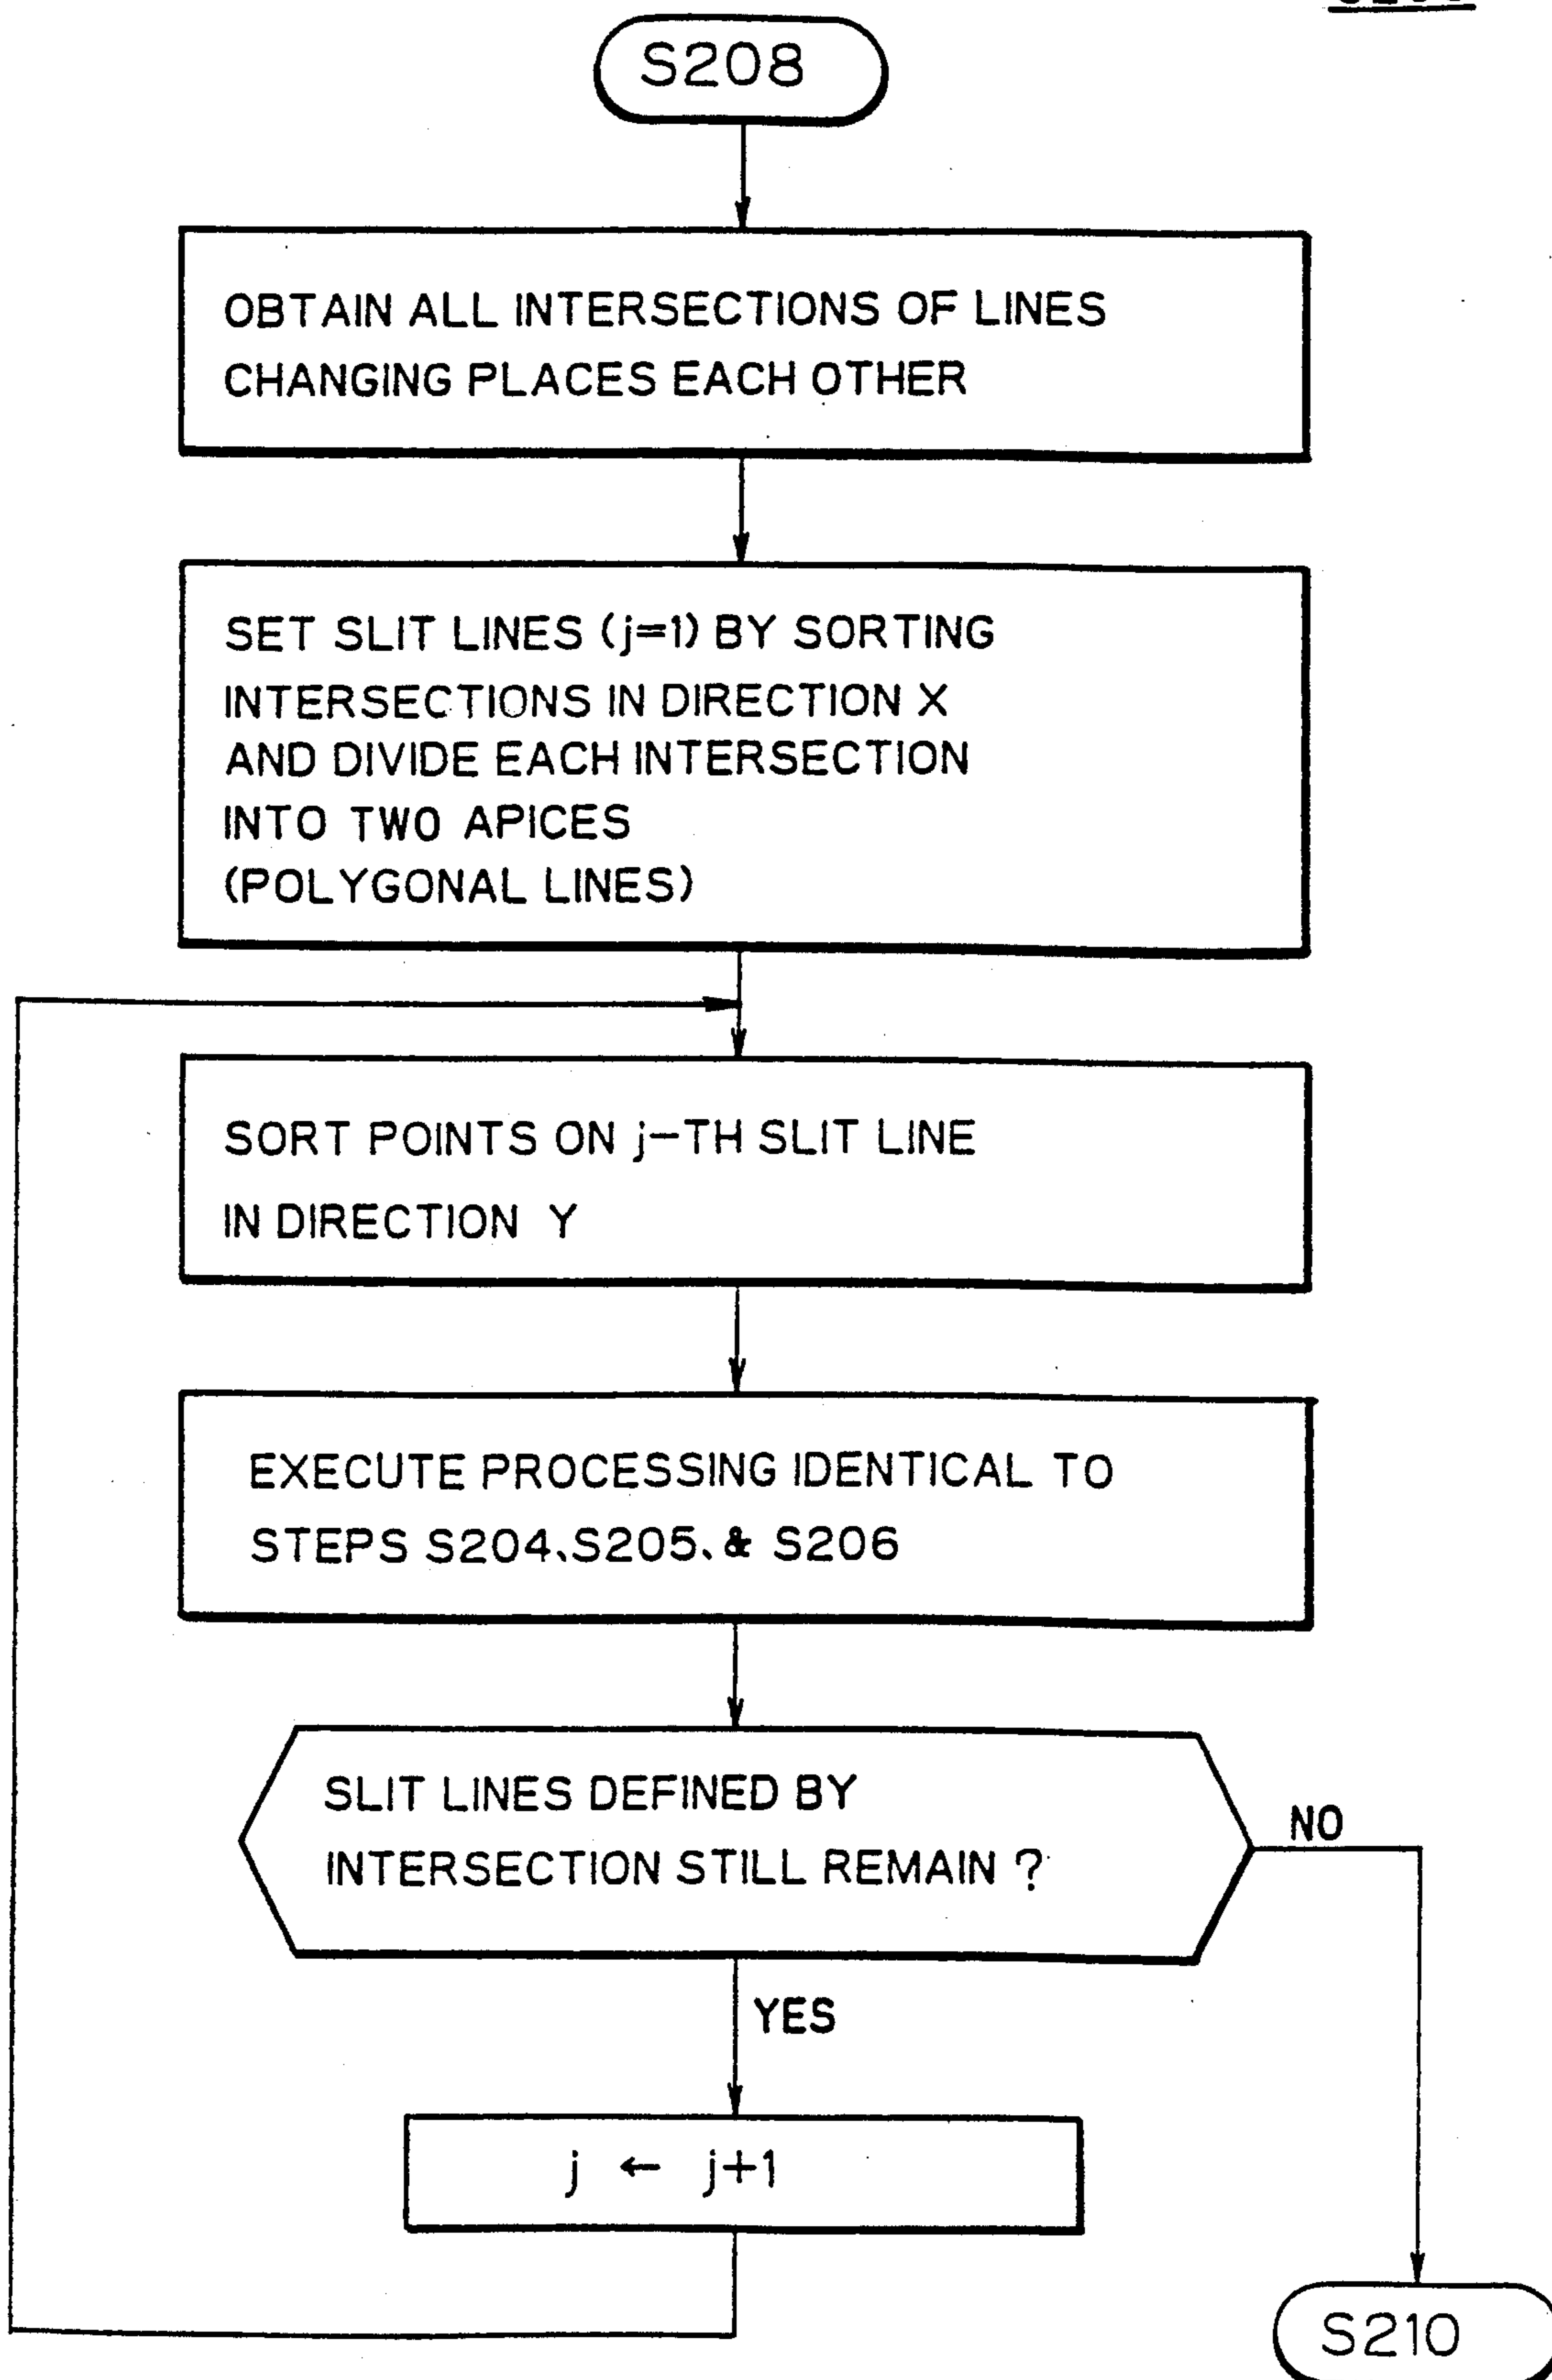 S208
OBTAIN ALL INTERSECTIONS OF LINES
CHANGING PLACES EACH OTHER
SET SLIT LINES (j=1) BY SORTING
INTERSECTIONS IN DIRECTION X
AND DIVIDE EACH INTERSECTION
INTO TWO APICES
(POLYGONAL LINES)
SORT POINTS ON j-TH SLIT LINE
IN DIRECTION Y
EXECUTE PROCESSING IDENTICAL TO
STEPS S204、S205、& S206
SLIT LINES DEFINED BY
INTERSECTION STILL REMAIN ?
NO
YES
j ← j+1
S210